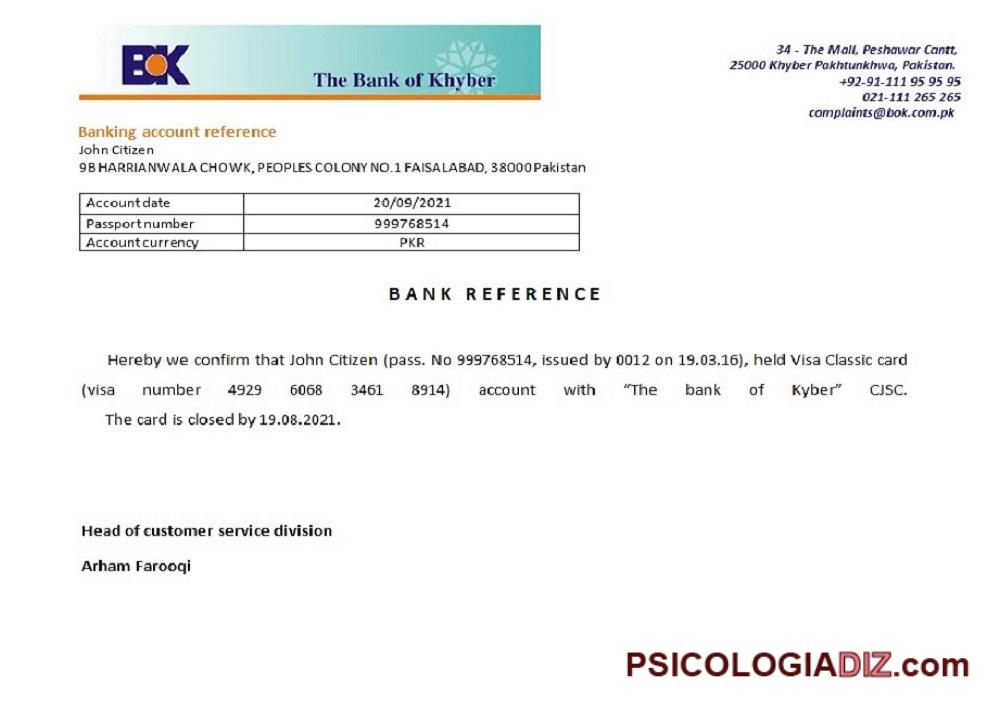 BOK
The Bank of Khyber
34 - The Mall, Peshawar Cantt,
25000 Khyber Pakhtunkhwa, Pakistan.
+92-91-111 95 95 95
021-111 265 265
complaints@bok.com.pk
Banking account reference
John Citizen
9B HARRIANWALA CHOWK, PEOPLES COLONY NO.1 FAISALABAD, 38000 Pakistan
Account date 20/09/2021
Passport number 999768514
Account currency PKR
BANK REFERENCE
Hereby we confirm that John Citizen (pass. No 999768514, issued by 0012 on 19.03.16), held Visa Classic card
(visa number 4929 6068 3461 8914) account with “The bank of Kyber” CJSC.
The card is closed by 19.08.2021.
Head of customer service division
Arham Farooqi
PSICOLOGIADIZ.com